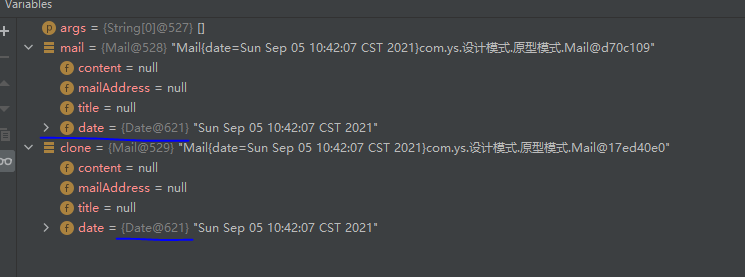 Variables
args = {String[0]@527} []
mail = {Mail@528} "Mail{date=Sun Sep 05 10:42:07 CST 2021}com.ys.设计模式.原型模式.Mail@d70c109"
content = null
mailAddress = null
title = null
date = {Date@621} "Sun Sep 05 10:42:07 CST 2021"
clone = {Mail@529} "Mail{date=Sun Sep 05 10:42:07 CST 2021}com.ys.设计模式.原型模式.Mail@17ed40e0"
content = null
mailAddress = null
title = null
date = {Date@621} "Sun Sep 05 10:42:07 CST 2021"